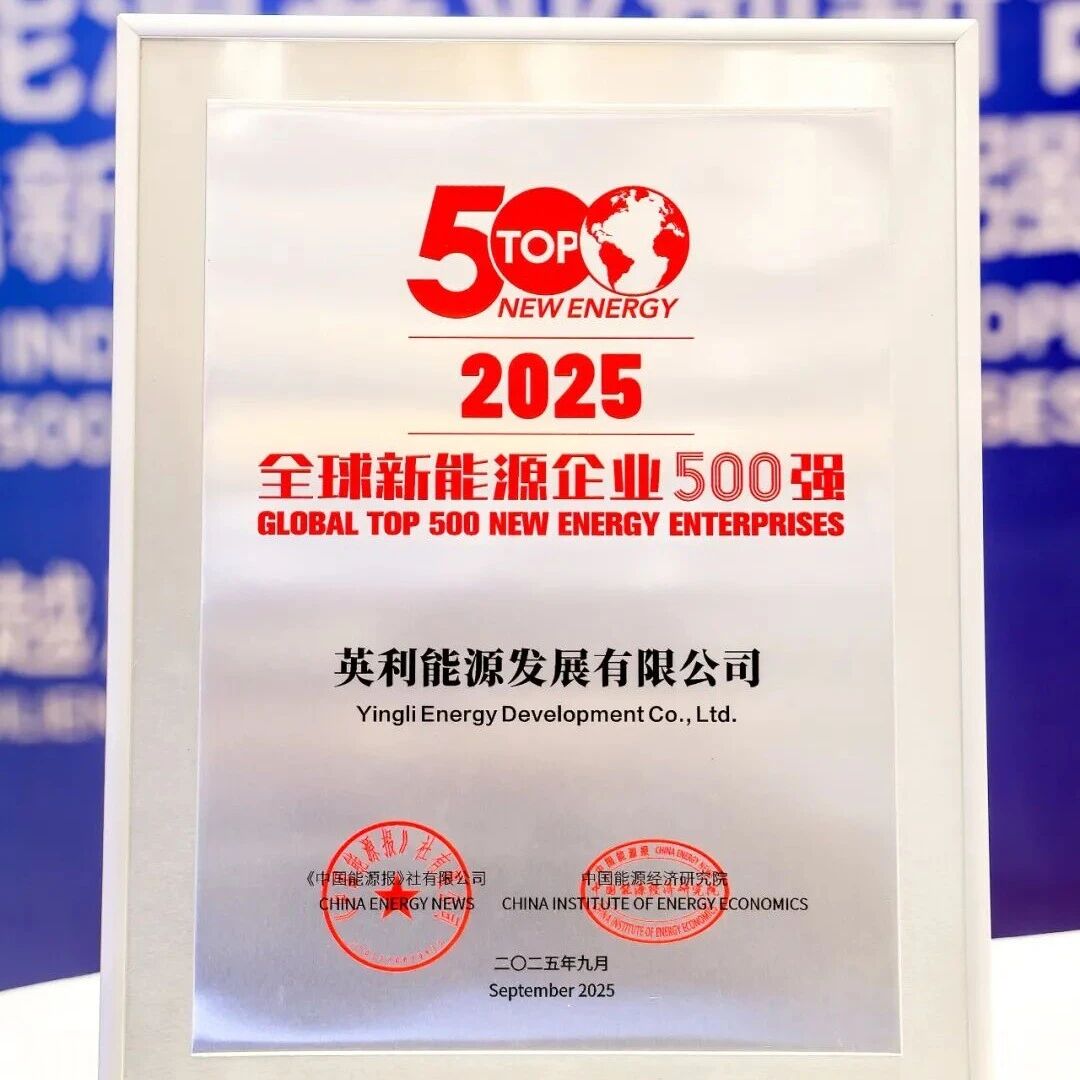 500
TOP
NEW ENERGY
2025
全球新能源企业500强
GLOBAL TOP 500 NEW ENERGY ENTERPRISES
英利能源发展有限公司
Yingli Energy Development Co., Ltd.
《中国能源报》社有限公司
CHINA ENERGY NEWS
中国能源经济研究院
CHINA INSTITUTE OF ENERGY ECONOMICS
二〇二五年九月
September 2025